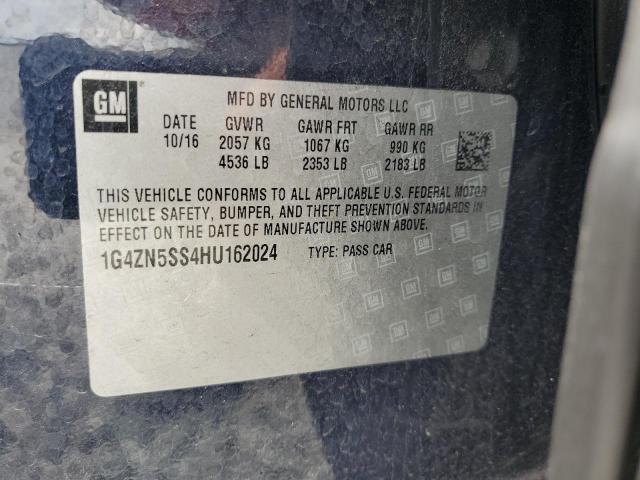 GM
MFD BY GENERAL MOTORS LLC
DATE GVWR GAWR FRT GAWR RR
10/16 2057 KG 1067 KG 990 KG
4536 LB 2353 LB 2183 LB
THIS VEHICLE CONFORMS TO ALL APPLICABLE U.S. FEDERAL MOTOR
VEHICLE SAFETY, BUMPER, AND THEFT PREVENTION STANDARDS IN
EFFECT ON THE DATE OF MANUFACTURE SHOWN ABOVE.
1G4ZN5SS4HU162024 TYPE: PASS CAR